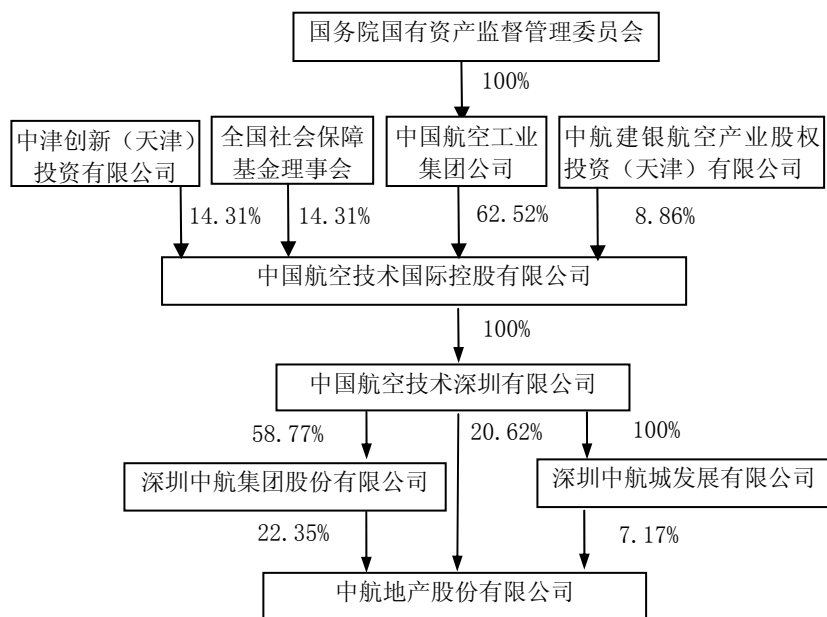 国务院国有资产监督管理委员会
100%
中津创新（天津）
投资有限公司
全国社会保障
基金理事会
中国航空工业
集团公司
中航建银航空产业股权
投资（天津）有限公司
14.31%
14.31%
62.52%
8.86%
中国航空技术国际控股有限公司
100%
中国航空技术深圳有限公司
58.77%
20.62%
100%
深圳中航集团股份有限公司
深圳中航城发展有限公司
22.35%
7.17%
中航地产股份有限公司